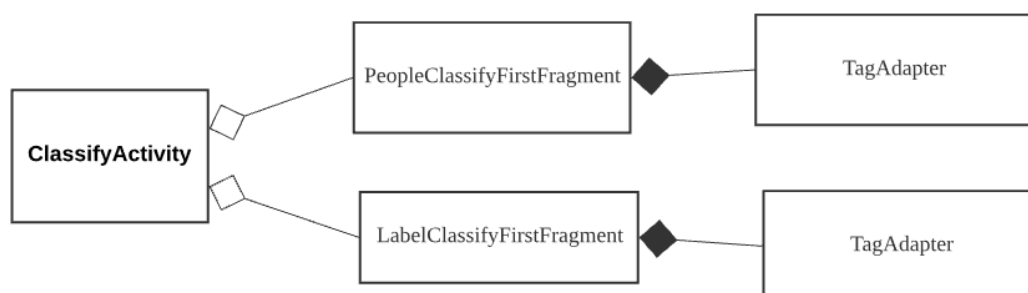 PeopleClassifyFirstFragment
TagAdapter
ClassifyActivity
LabelClassifyFirstFragment
TagAdapter